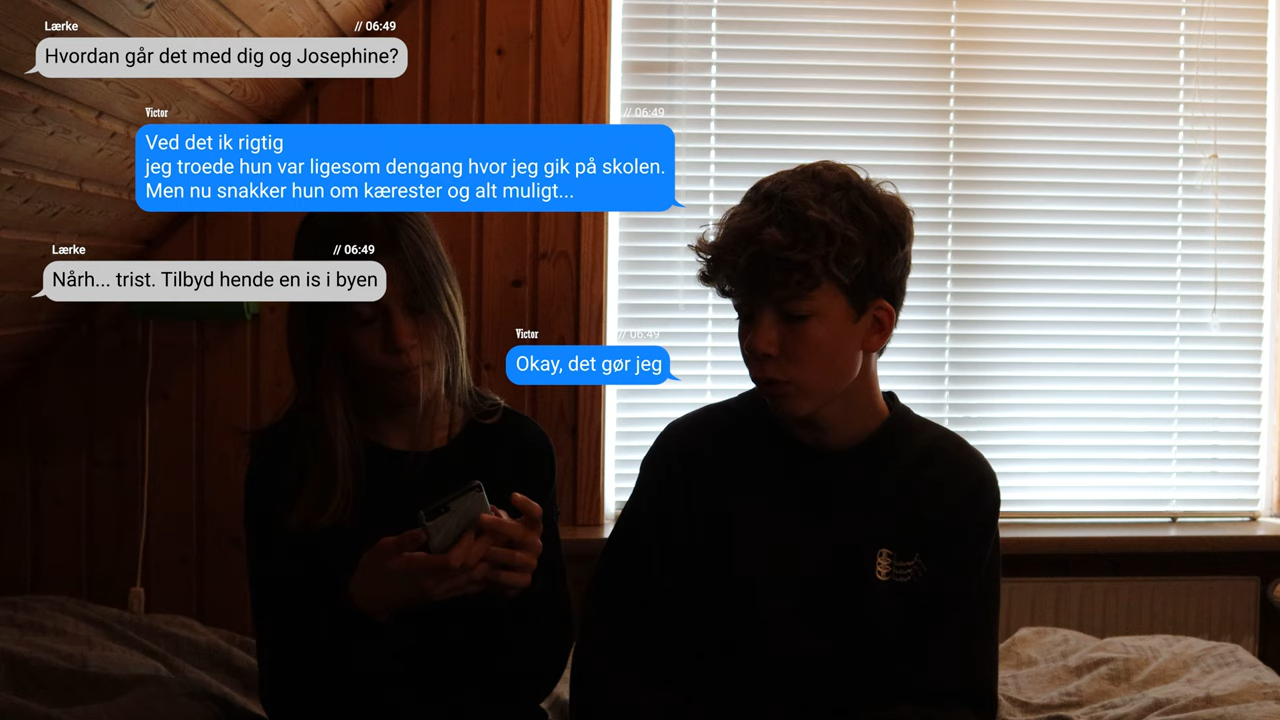 Lærke // 06:49
Hvordan går det med dig og Josephine?
Victor // 06:49
Ved det ik rigtig
jeg troede hun var ligesom dengang hvor jeg gik på skolen.
Men nu snakker hun om kærester og alt muligt...
Lærke // 06:49
Nårh... trist. Tilbyd hende en is i byen
Victor // 06:49
Okay, det gør jeg